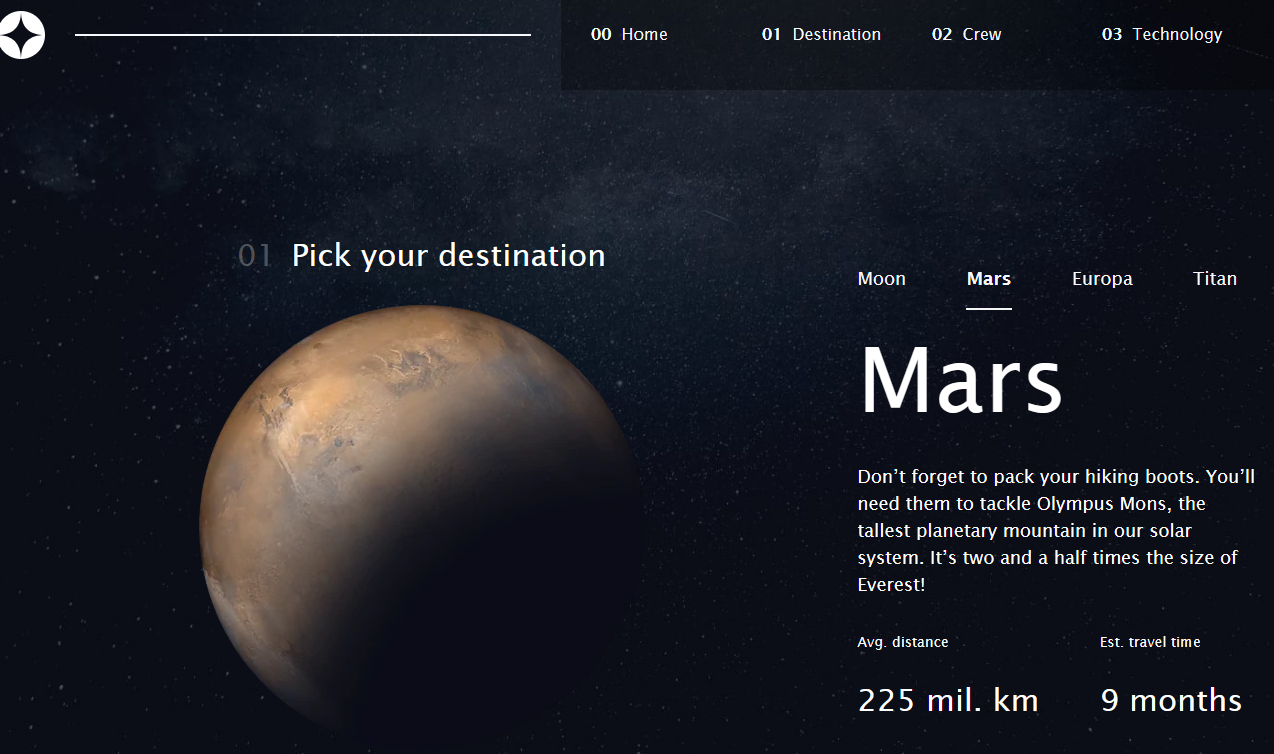 00 Home 01 Destination 02 Crew 03 Technology
01 Pick your destination
Moon Mars Europa Titan
Mars
Don’t forget to pack your hiking boots. You’ll
need them to tackle Olympus Mons, the
tallest planetary mountain in our solar
system. It’s two and a half times the size of
Everest!
Avg. distance Est. travel time
225 mil. km 9 months